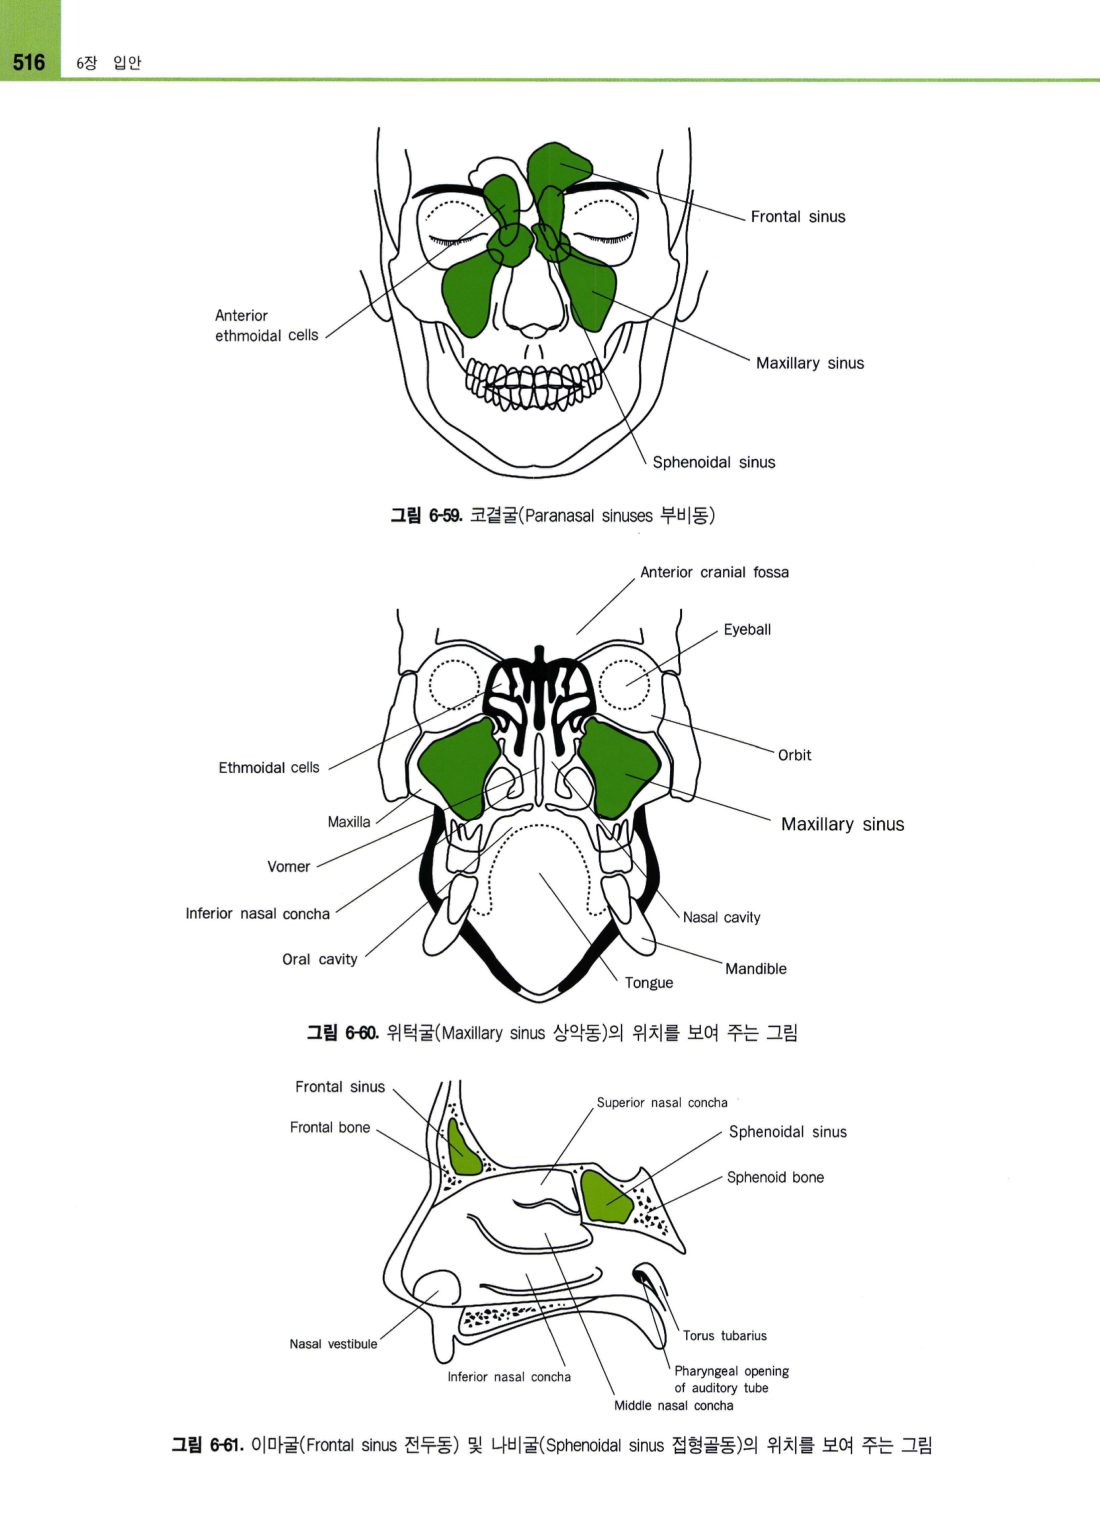 516 6장 입안
Frontal sinus
Anterior
ethmoidal cells
Maxillary sinus
Sphenoidal sinus
그림 6-59. 코곁굴(Paranasal sinuses 부비동)
Anterior cranial fossa
Eyeball
Orbit
Ethmoidal cells
Maxilla
Maxillary sinus
Vomer
Inferior nasal concha
Nasal cavity
Oral cavity
Mandible
Tongue
그림 6-60. 위턱굴(Maxillary sinus 상악동)의 위치를 보여 주는 그림
Frontal sinus
Superior nasal concha
Frontal bone
Sphenoidal sinus
Sphenoid bone
Nasal vestibule
Torus tubarius
Inferior nasal concha
Pharyngeal opening
of auditory tube
Middle nasal concha
그림 6-61. 이마굴(Frontal sinus 전두동) 및 나비굴(Sphenoidal sinus 접형골동)의 위치를 보여 주는 그림